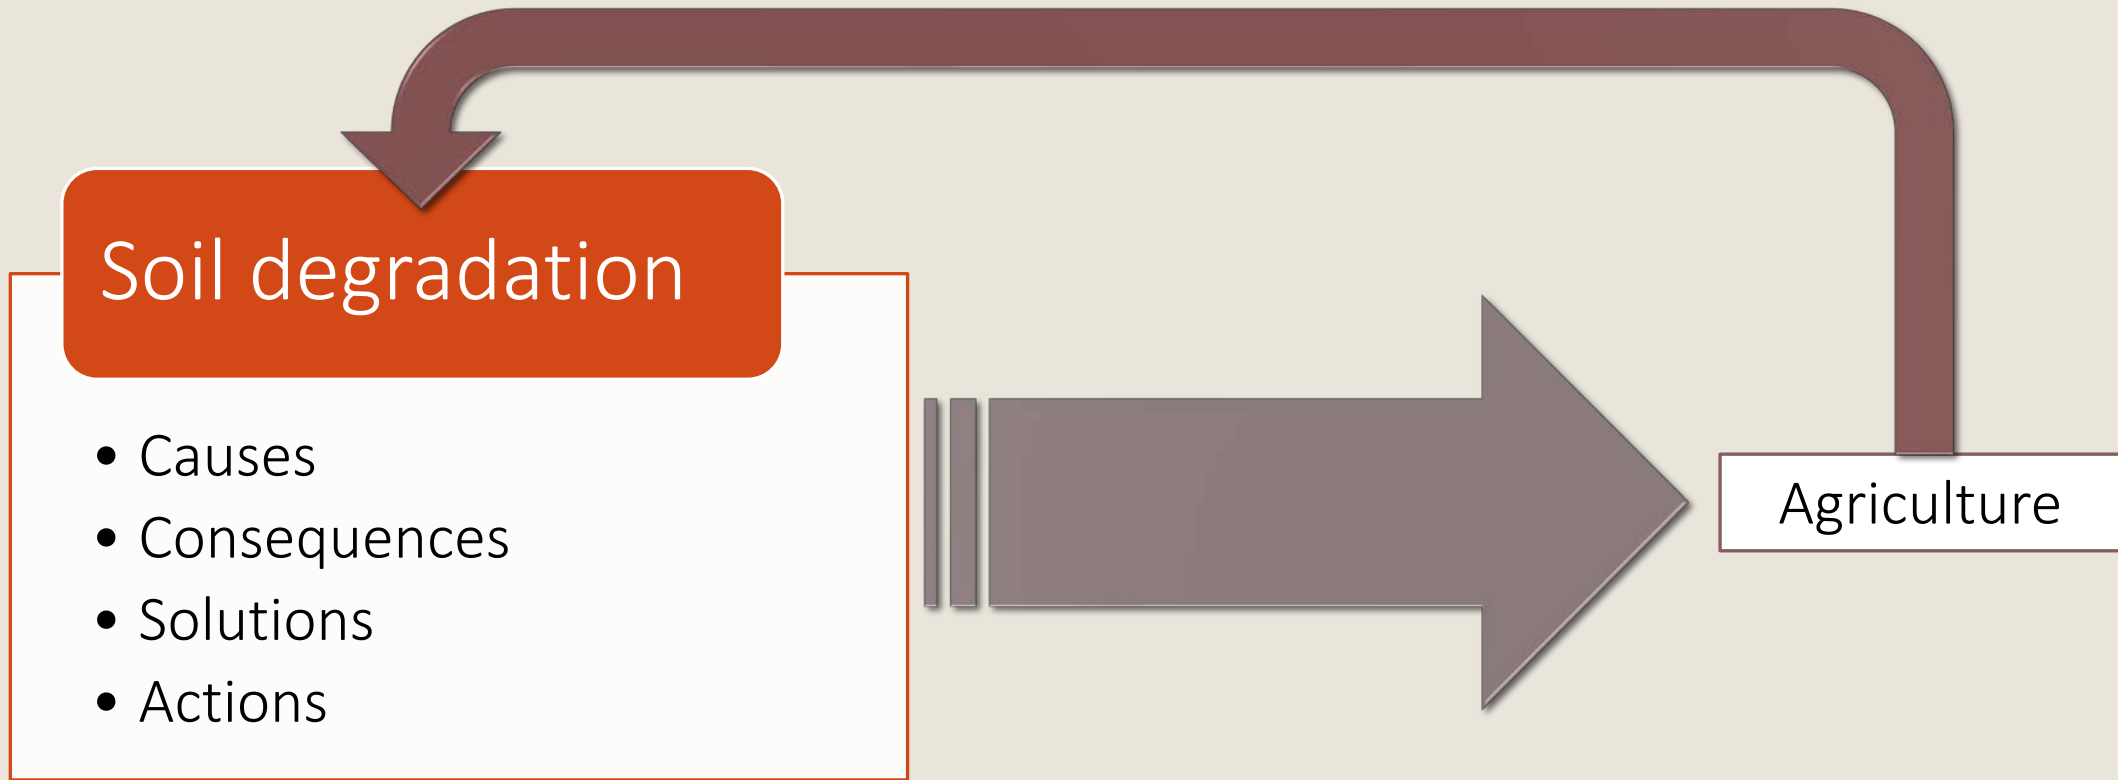 Soil degradation
• Causes
• Consequences
• Solutions
• Actions
Agriculture